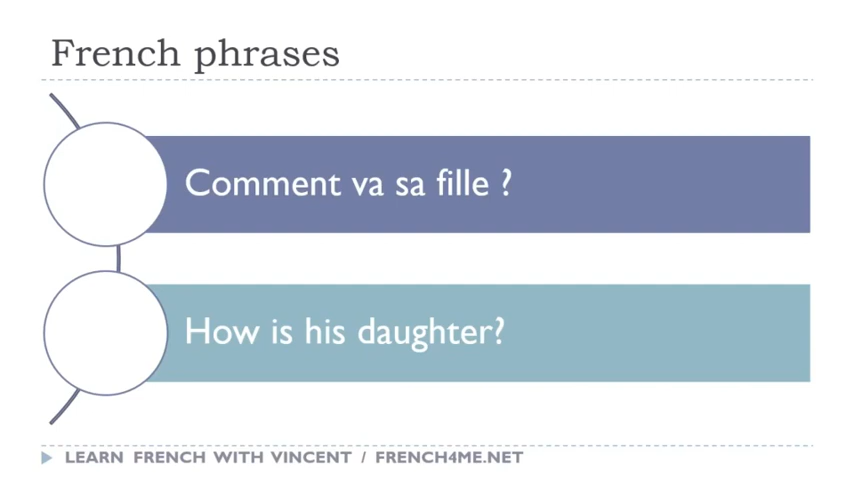 French phrases
Comment va sa fille ?
How is his daughter?
LEARN FRENCH WITH VINCENT / FRENCH4ME.NET